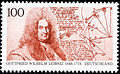 100
GOTTFRIED WILHELM LEIBNIZ 1646-1716 DEUTSCHLAND